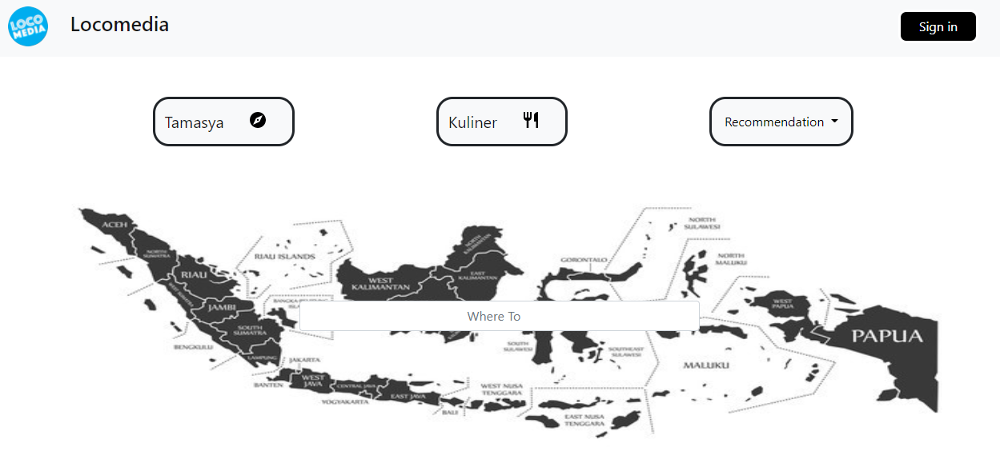 LOCO
MEDIA
Locomedia
Sign in
Tamasya
Kuliner
Recommendation
ACEH
NORTH
SUMATRA
RIAU ISLANDS
RIAU
WEST SUMATRA
JAMBI
SOUTH
SUMATRA
BENGKULU
LAMPUNG
NORTH
KALIMANTAN
WEST
KALIMANTAN
EAST
KALIMANTAN
GORONTALO
NORTH
SULAWESI
NORTH
MALUKU
WEST
PAPUA
PAPUA
Where To
SOUTH
SULAWESI
SOUTHEAST
SULAWESI
MALUKU
JAKARTA
BANTEN
WEST
JAVA
CENTRAL JAVA
YOGYAKARTA
EAST JAVA
BALI
WEST NUSA
TENGGARA
EAST NUSA
TENGGARA